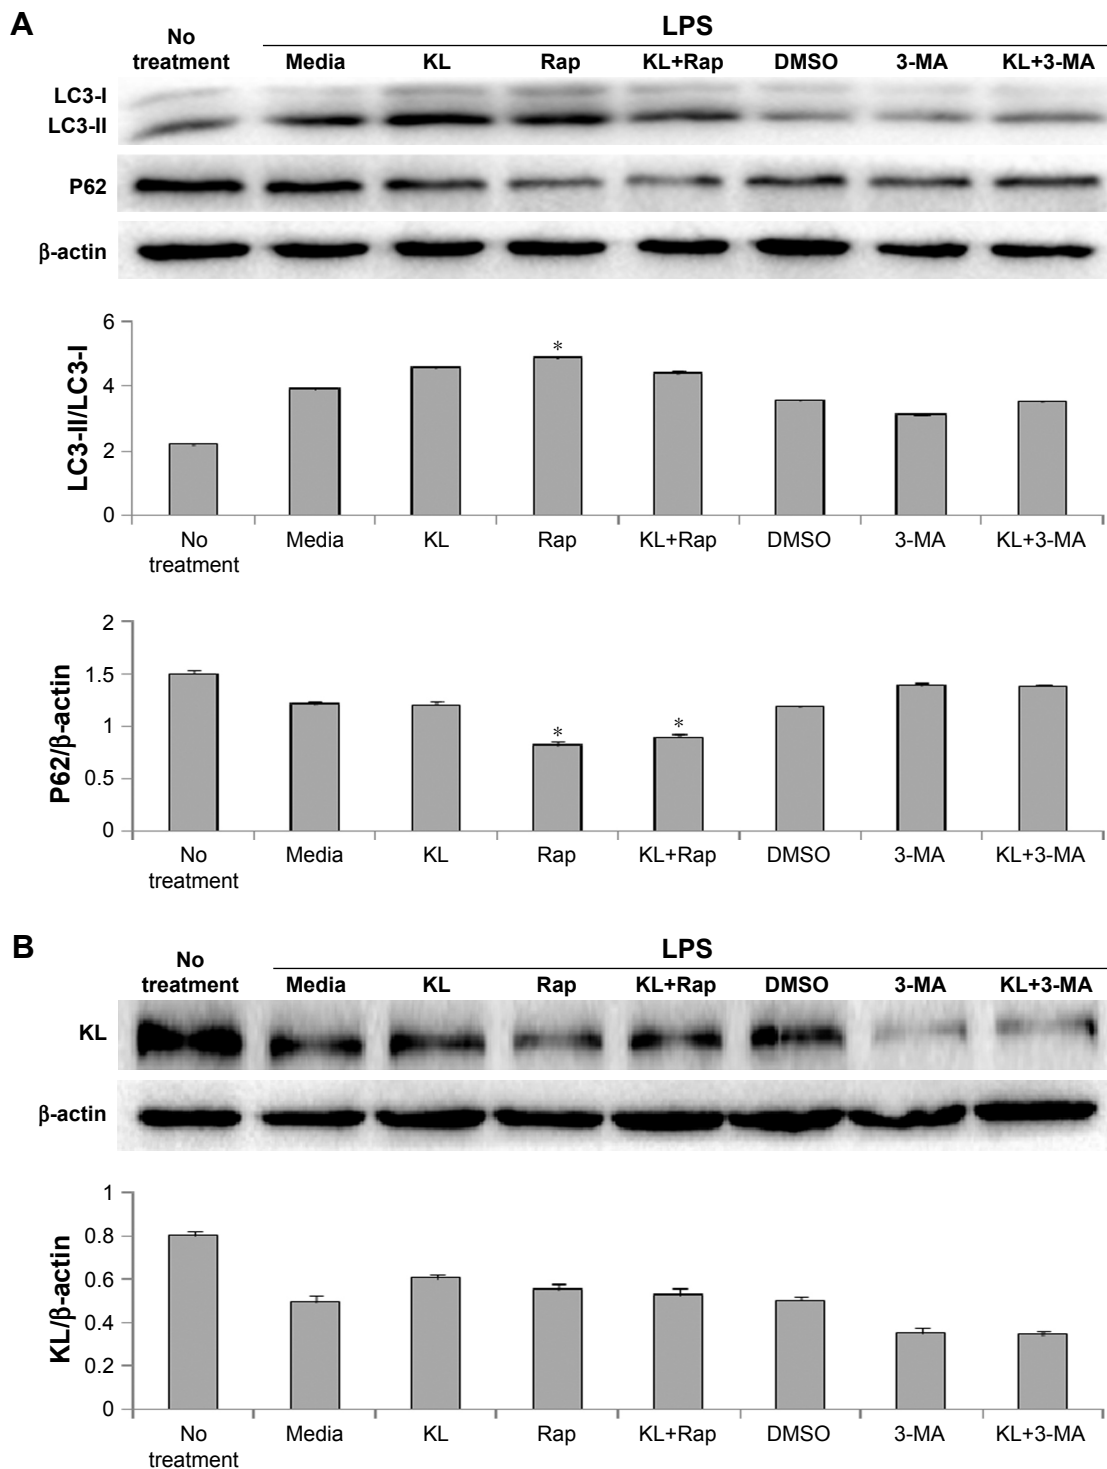 A
LPS
No
treatment
Media KL Rap KL+Rap DMSO 3-MA KL+3-MA
LC3-I
LC3-II
P62
β-actin
LC3-II/LC3-I
6
4
2
0
No
treatment
Media KL Rap KL+Rap DMSO 3-MA KL+3-MA
*
P62/β-actin
2
1.5
1
0.5
0
* *
No
treatment
Media KL Rap KL+Rap DMSO 3-MA KL+3-MA
B
LPS
No
treatment
Media KL Rap KL+Rap DMSO 3-MA KL+3-MA
KL
β-actin
KL/β-actin
1
0.8
0.6
0.4
0.2
0
No
treatment
Media KL Rap KL+Rap DMSO 3-MA KL+3-MA